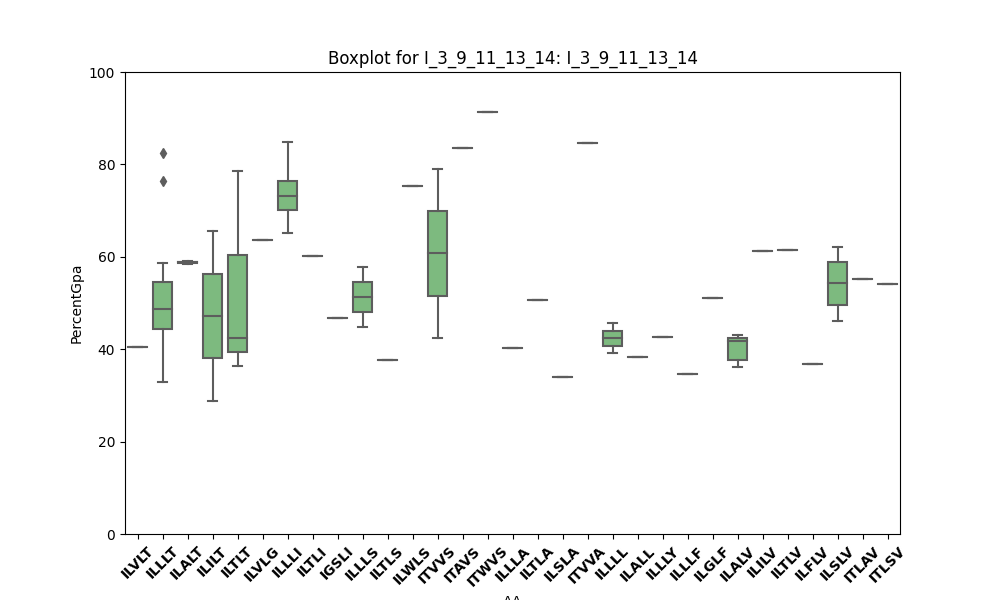 Boxplot for I_3_9_11_13_14: I_3_9_11_13_14
100
80
60
40
20
0
PercentGpa
ILVLT
ILLLT
ILALT
ILILT
ILTLT
ILVLG
ILLLI
ILTLI
IGSLI
ILLLS
ILTLS
ILWLS
ITVVS
ITAVS
ITWVS
ILLLA
ILTLA
ILSLA
ITVVA
ILLLL
ILALL
ILLLY
ILLLF
ILGLF
ILALV
ILILV
ILTLV
ILFLV
ILSLV
ITLAV
ITLSV